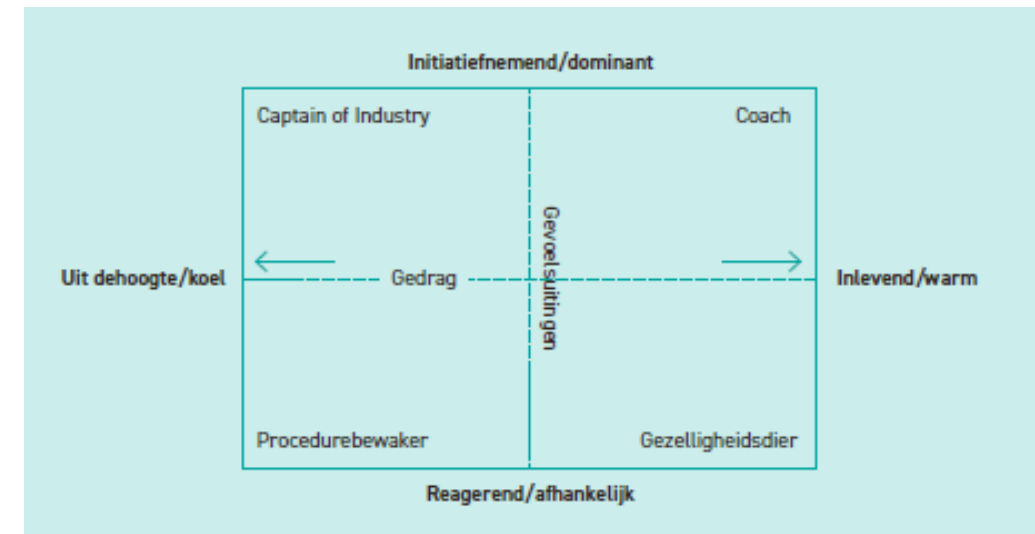 Initiatiefnemend/dominant
Captain of Industry
Coach
Gevoelsuitingen
Uit dehoogte/koel
Gedrag
Inlevend/warm
Procedurebewaker
Gezelligheidsdier
Reagerend/afhankelijk